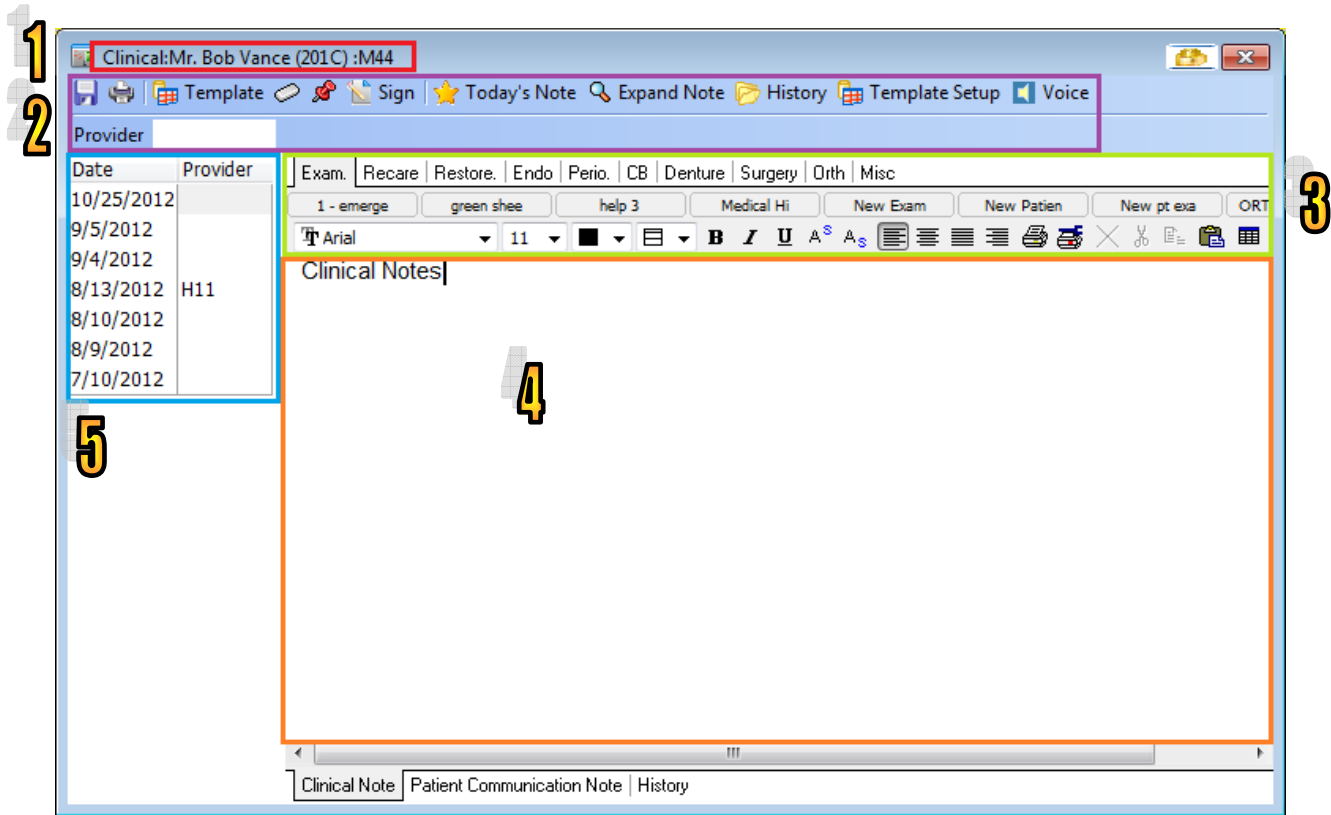 1
Clinical:Mr. Bob Vance (201C) :M44
2
Template Sign Today's Note Expand Note History Template Setup Voice
Provider
Date Provider
10/25/2012
9/5/2012
9/4/2012
8/13/2012 H11
8/10/2012
8/9/2012
7/10/2012
5
Exam. Recare Restore. Endo Perio. CB Denture Surgery Orth Misc
1 - emerge green shee help 3 Medical Hi New Exam New Patien New pt exa ORT
Arial 11 B I U A S A S
3
Clinical Notes
4
Clinical Note Patient Communication Note History